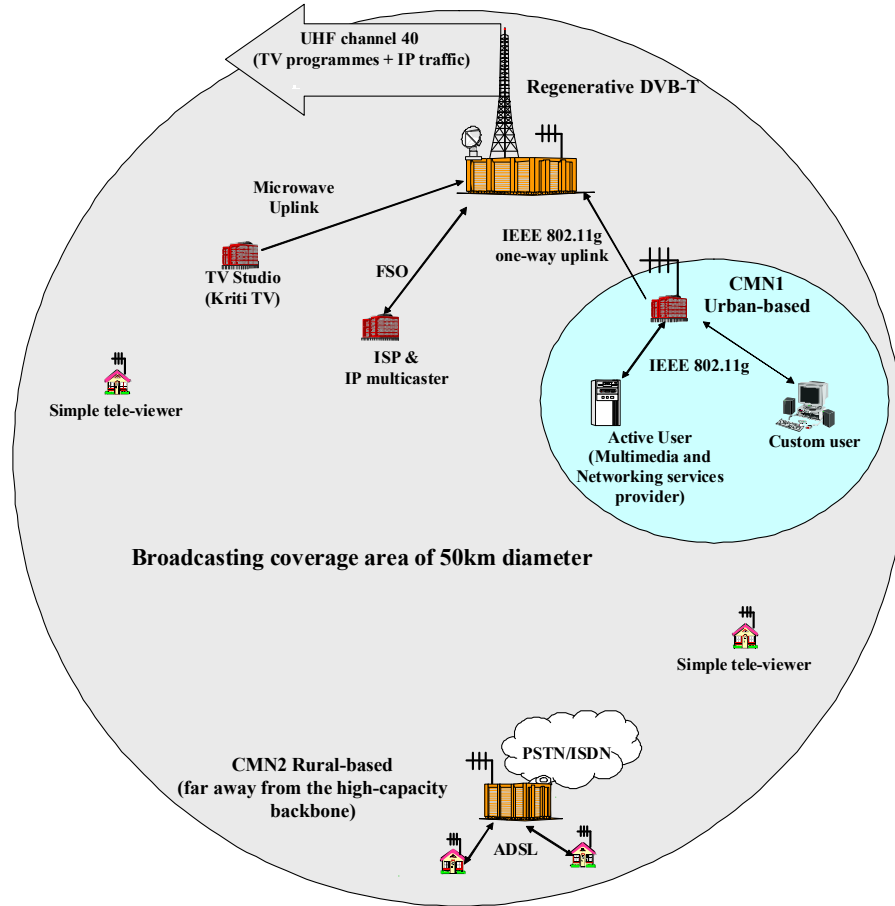 UHF channel 40
(TV programmes + IP traffic)
Regenerative DVB-T
Microwave
Uplink
IEEE 802.11g
one-way uplink
FSO
TV Studio
(Kriti TV)
CMN1
Urban-based
ISP &
IP multicaster
IEEE 802.11g
Simple tele-viewer
Active User
(Multimedia and
Networking services
provider)
Custom user
Broadcasting coverage area of 50km diameter
Simple tele-viewer
CMN2 Rural-based
(far away from the high-capacity
backbone)
PSTN/ISDN
ADSL